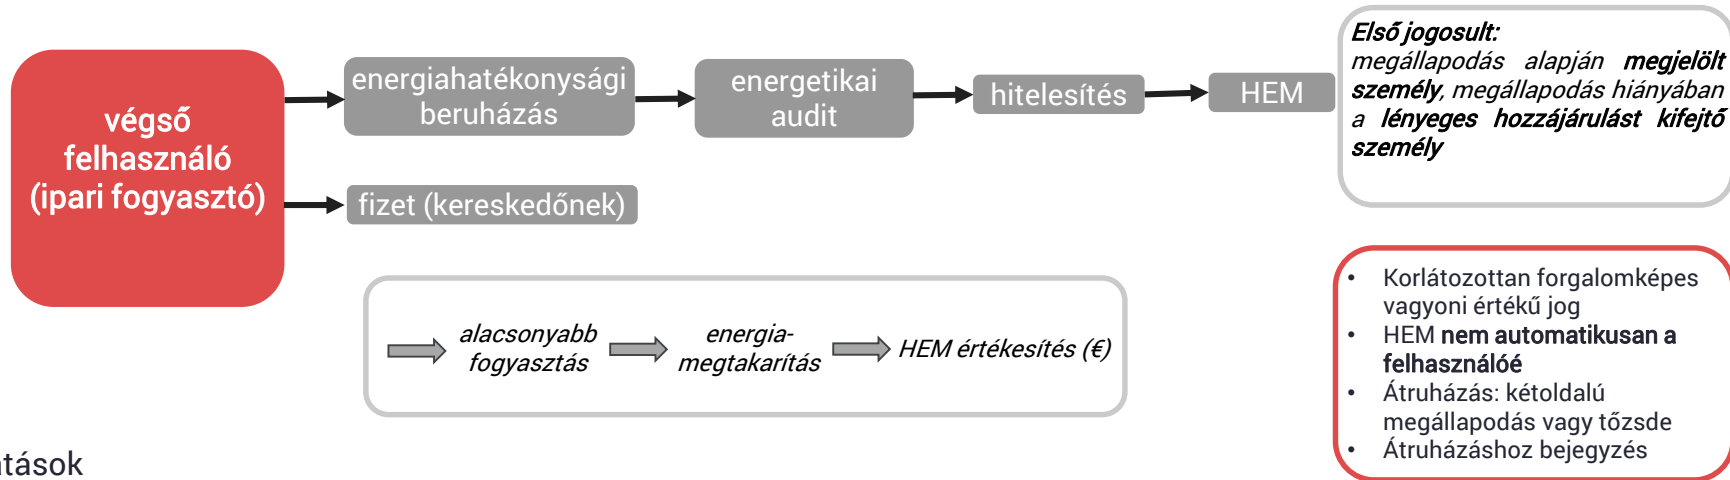 végső
felhasználó
(ipari fogyasztó)
energiahatékonysági
beruházás
energetikai
audit
hitelesítés
HEM
Első jogosult:
megállapodás alapján megjelölt
személy, megállapodás hiányában
a lényeges hozzájárulást kifejtő
személy
fizet (kereskedőnek)
alacsonyabb
fogyasztás
energia-
megtakarítás
HEM értékesítés (€)
• Korlátozottan forgalomképes
vagyoni értékű jog
• HEM nem automatikusan a
felhasználóé
• Átruházás: kétoldalú
megállapodás vagy tőzsde
• Átruházáshoz bejegyzés